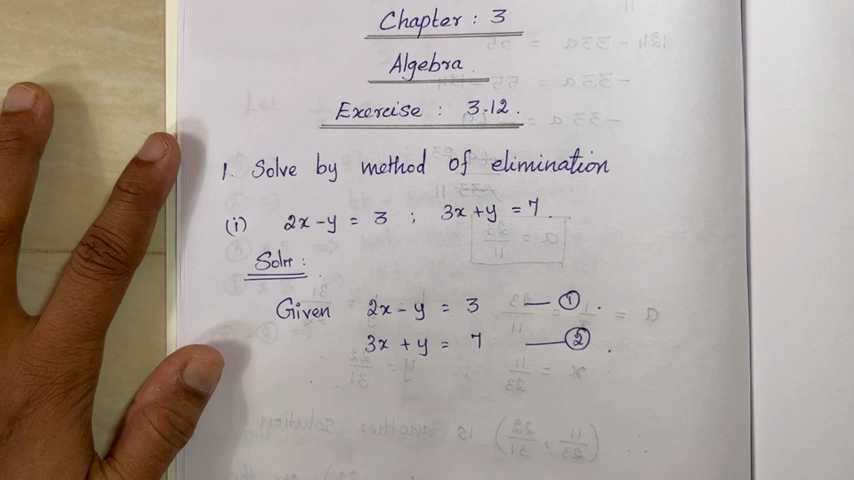 Chapter : 3
Algebra
Exercise : 3.12.
1. Solve by method of elimination
(i) 2x - y = 3 ; 3x + y = 7.
Soln :
Given 2x - y = 3 — ①.
3x + y = 7 — ②.